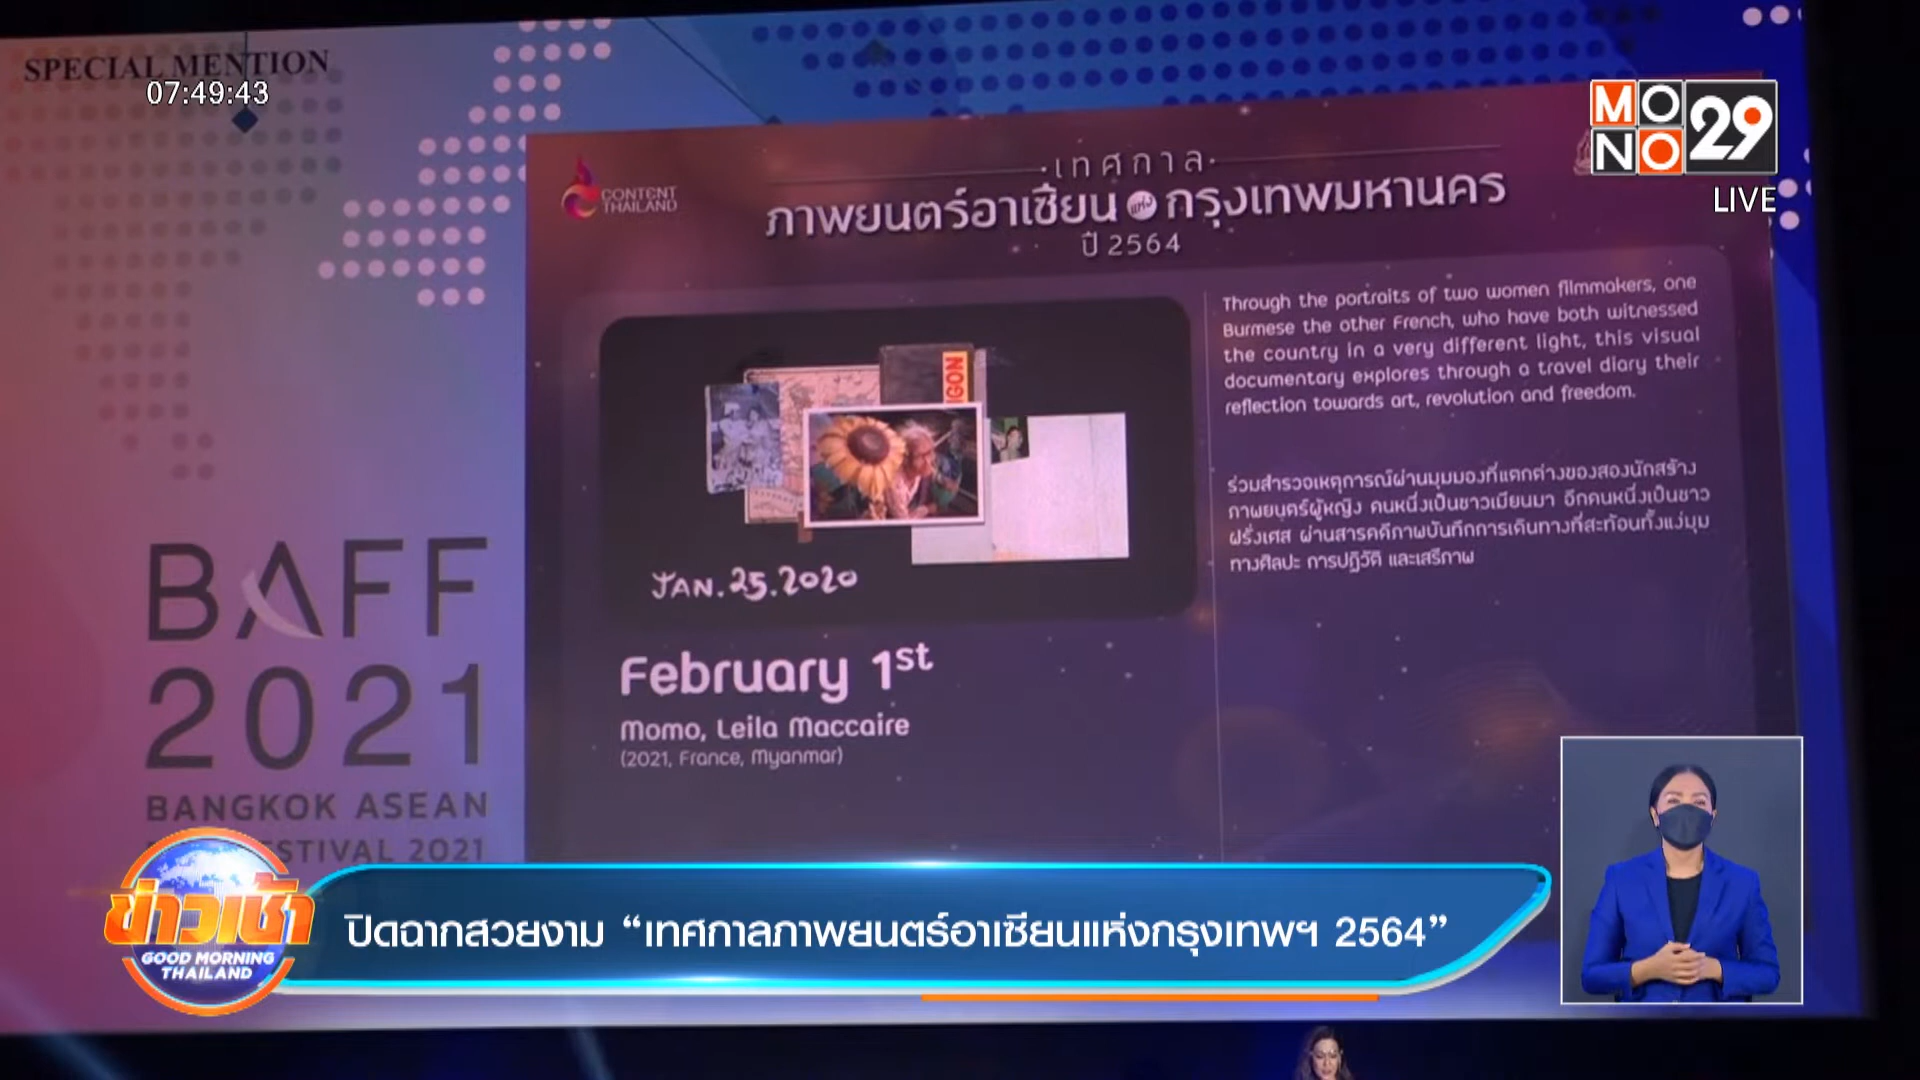 SPECIAL MENTION
07:49:43
MONO 29
LIVE
CONTENT
THAILAND
เทศกาล
ภาพยนตร์อาเซียนแห่งกรุงเทพมหานคร
ปี 2564
Through the portraits of two women filmmakers, one
Burmese the other French, who have both witnessed
the country in a very different light, this visual
documentary explores through a travel diary their
reflection towards art, revolution and freedom.
ร่วมสำรวจเหตุการณ์ผ่านมุมมองที่แตกต่างของสองนักสร้าง
ภาพยนตร์ผู้หญิง คนหนึ่งเป็นชาวเมียนมา อีกคนหนึ่งเป็นชาว
ฝรั่งเศส ผ่านสารคดีภาพบันทึกการเดินทางที่สะท้อนทั้งแง่มุม
ทางศิลปะ การปฏิวัติ และเสรีภาพ
JAN.25.2020
February 1st
Momo, Leila Maccaire
(2021, France, Myanmar)
BAFF
2021
BANGKOK ASEAN
STIVAL 2021
ข่าวเช้า
GOOD MORNING
THAILAND
ปิดฉากสวยงาม “เทศกาลภาพยนตร์อาเซียนแห่งกรุงเทพฯ 2564”